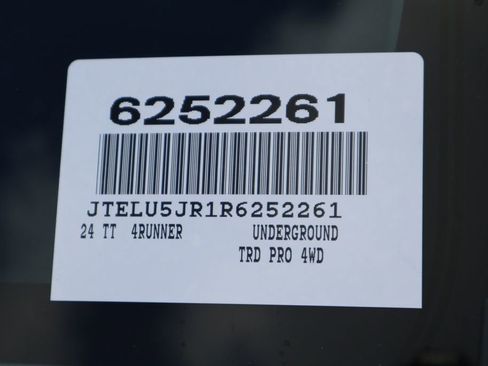 6252261
JTELU5JR1R6252261
24 TT 4RUNNER UNDERGROUND
TRD PRO 4WD